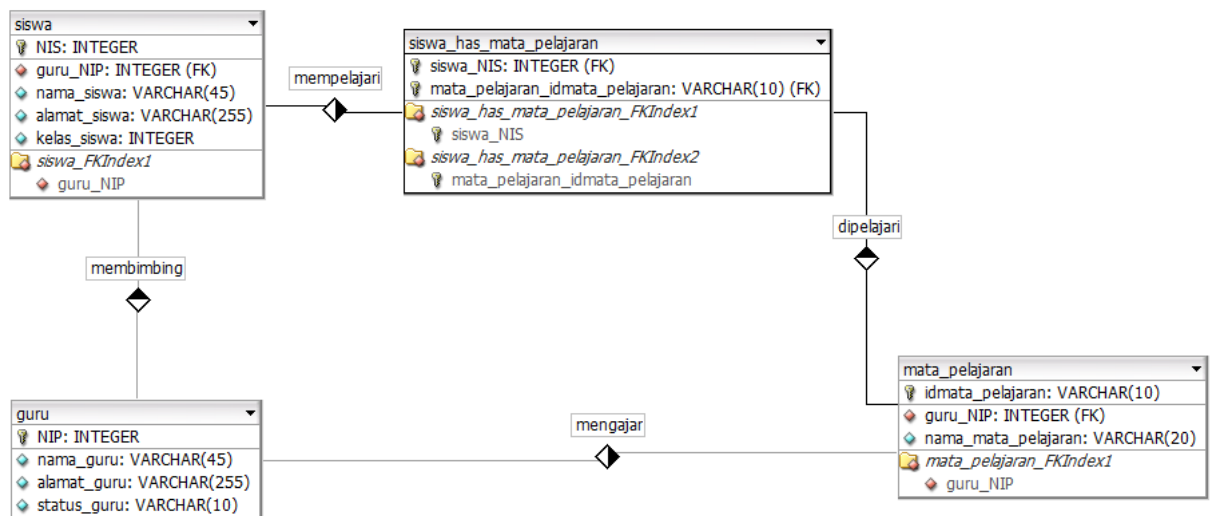 siswa
NIS: INTEGER
guru_NIP: INTEGER (FK)
nama_siswa: VARCHAR(45)
alamat_siswa: VARCHAR(255)
kelas_siswa: INTEGER
siswa_FKIndex1
guru_NIP
mempelajari
siswa_has_mata_pelajaran
siswa_NIS: INTEGER (FK)
mata_pelajaran_idmata_pelajaran: VARCHAR(10) (FK)
siswa_has_mata_pelajaran_FKIndex1
siswa_NIS
siswa_has_mata_pelajaran_FKIndex2
mata_pelajaran_idmata_pelajaran
dipelajari
membimbing
guru
NIP: INTEGER
nama_guru: VARCHAR(45)
alamat_guru: VARCHAR(255)
status_guru: VARCHAR(10)
mengajar
mata_pelajaran
idmata_pelajaran: VARCHAR(10)
guru_NIP: INTEGER (FK)
nama_mata_pelajaran: VARCHAR(20)
mata_pelajaran_FKIndex1
guru_NIP